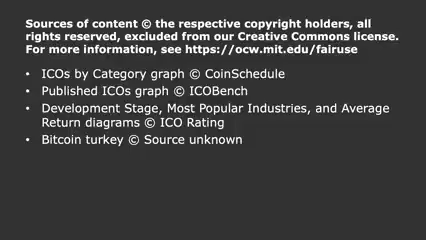 Sources of content © the respective copyright holders, all
rights reserved, excluded from our Creative Commons license.
For more information, see https://ocw.mit.edu/fairuse
• ICOs by Category graph © CoinSchedule
• Published ICOs graph © ICOBench
• Development Stage, Most Popular Industries, and Average
Return diagrams © ICO Rating
• Bitcoin turkey © Source unknown